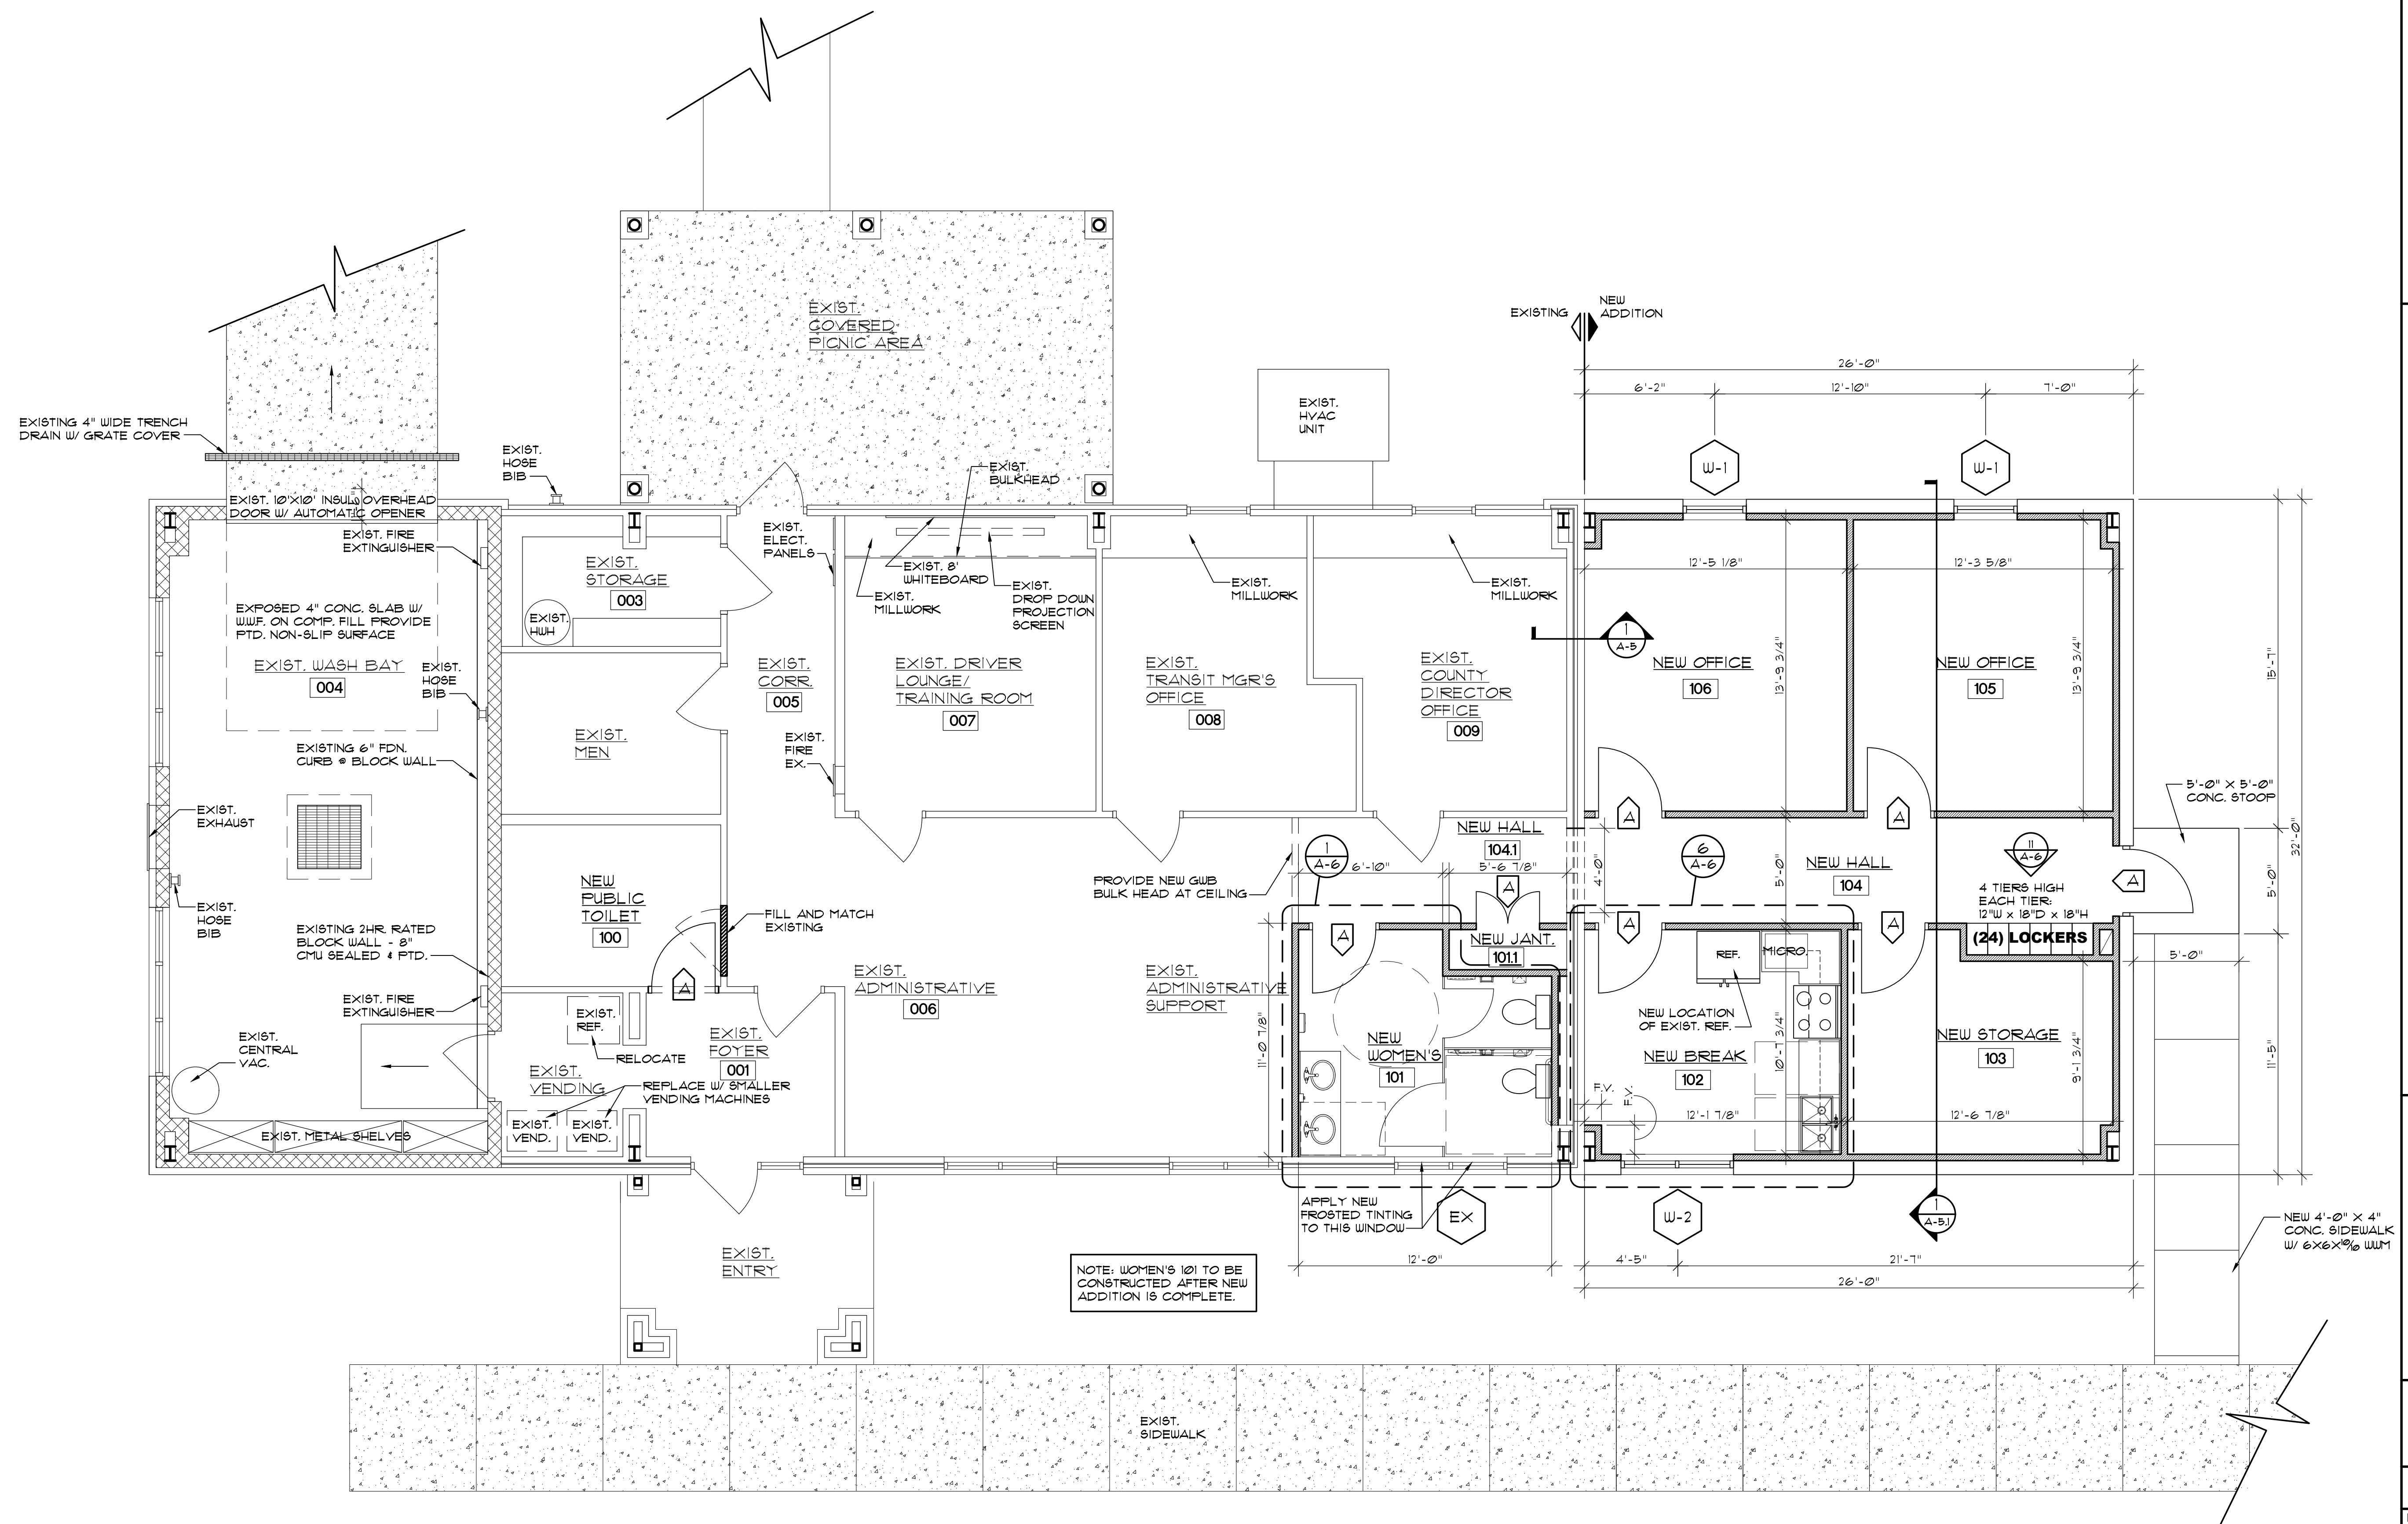 EXISTING
NEW
ADDITION
26'-0"
6'-2"
12'-10"
7'-0"
W-1
W-1
EXIST.
COVERED
PICNIC AREA
EXIST.
HVAC
UNIT
EXISTING 4" WIDE TRENCH
DRAIN W/ GRATE COVER
EXIST.
HOSE
BIB
EXIST.
BULKHEAD
EXIST. 10'X10' INSUL. OVERHEAD
DOOR W/ AUTOMATIC OPENER
EXIST. FIRE
EXTINGUISHER
EXIST.
ELECT.
PANELS
EXIST. 8'
WHITEBOARD
EXIST.
MILLWORK
EXIST.
DROP DOWN
PROJECTION
SCREEN
EXIST.
MILLWORK
EXIST.
MILLWORK
12'-5 1/8"
12'-3 5/8"
EXIST.
STORAGE
003
EXIST.
HWH
EXPOSED 4" CONC. SLAB W/
W.W.F. ON COMP. FILL PROVIDE
PTD. NON-SLIP SURFACE
EXIST. WASH BAY
004
EXIST.
HOSE
BIB
EXIST.
CORR.
005
EXIST. DRIVER
LOUNGE/
TRAINING ROOM
007
EXIST.
TRANSIT MGR'S
OFFICE
008
EXIST.
COUNTY
DIRECTOR
OFFICE
009
1
A-5
NEW OFFICE
106
13'-9 3/4"
NEW OFFICE
105
13'-9 3/4"
15'-7"
32'-0"
EXIST.
MEN
EXIST.
FIRE
EX.
EXISTING 6" FDN.
CURB @ BLOCK WALL
EXIST.
EXHAUST
5'-0" X 5'-0"
CONC. STOOP
A
A
NEW HALL
104.1
1
A-6
6'-10"
5'-6 7/8"
4'-0"
6
A-6
5'-0"
NEW HALL
104
11
A-6
4 TIERS HIGH
EACH TIER:
12"W x 18"D x 18"H
A
5'-0"
PROVIDE NEW GWB
BULK HEAD AT CEILING
A
NEW
PUBLIC
TOILET
100
FILL AND MATCH
EXISTING
EXIST.
HOSE
BIB
EXISTING 2HR. RATED
BLOCK WALL - 8"
CMU SEALED & PTD.
A
NEW JANT.
101.1
A
REF.
MICRO.
A
(24) LOCKERS
5'-0"
EXIST.
ADMINISTRATIVE
006
EXIST.
ADMINISTRATIVE
SUPPORT
EXIST. FIRE
EXTINGUISHER
A
EXIST.
REF.
RELOCATE
EXIST.
FOYER
001
NEW LOCATION
OF EXIST. REF.
11'-0 7/8"
NEW
WOMEN'S
101
NEW BREAK
102
10'-7 3/4"
NEW STORAGE
103
9'-1 3/4"
11'-5"
EXIST.
CENTRAL
VAC.
EXIST.
VENDING
REPLACE W/ SMALLER
VENDING MACHINES
F.V.
F.V.
12'-1 7/8"
12'-6 7/8"
EXIST.
VEND.
EXIST.
VEND.
EXIST. METAL SHELVES
APPLY NEW
FROSTED TINTING
TO THIS WINDOW
EX
W-2
1
A-5.1
NEW 4'-0" X 4"
CONC. SIDEWALK
W/ 6X6X10/10 WWM
EXIST.
ENTRY
12'-0"
4'-5"
21'-7"
26'-0"
NOTE: WOMEN'S 101 TO BE
CONSTRUCTED AFTER NEW
ADDITION IS COMPLETE.
EXIST.
SIDEWALK